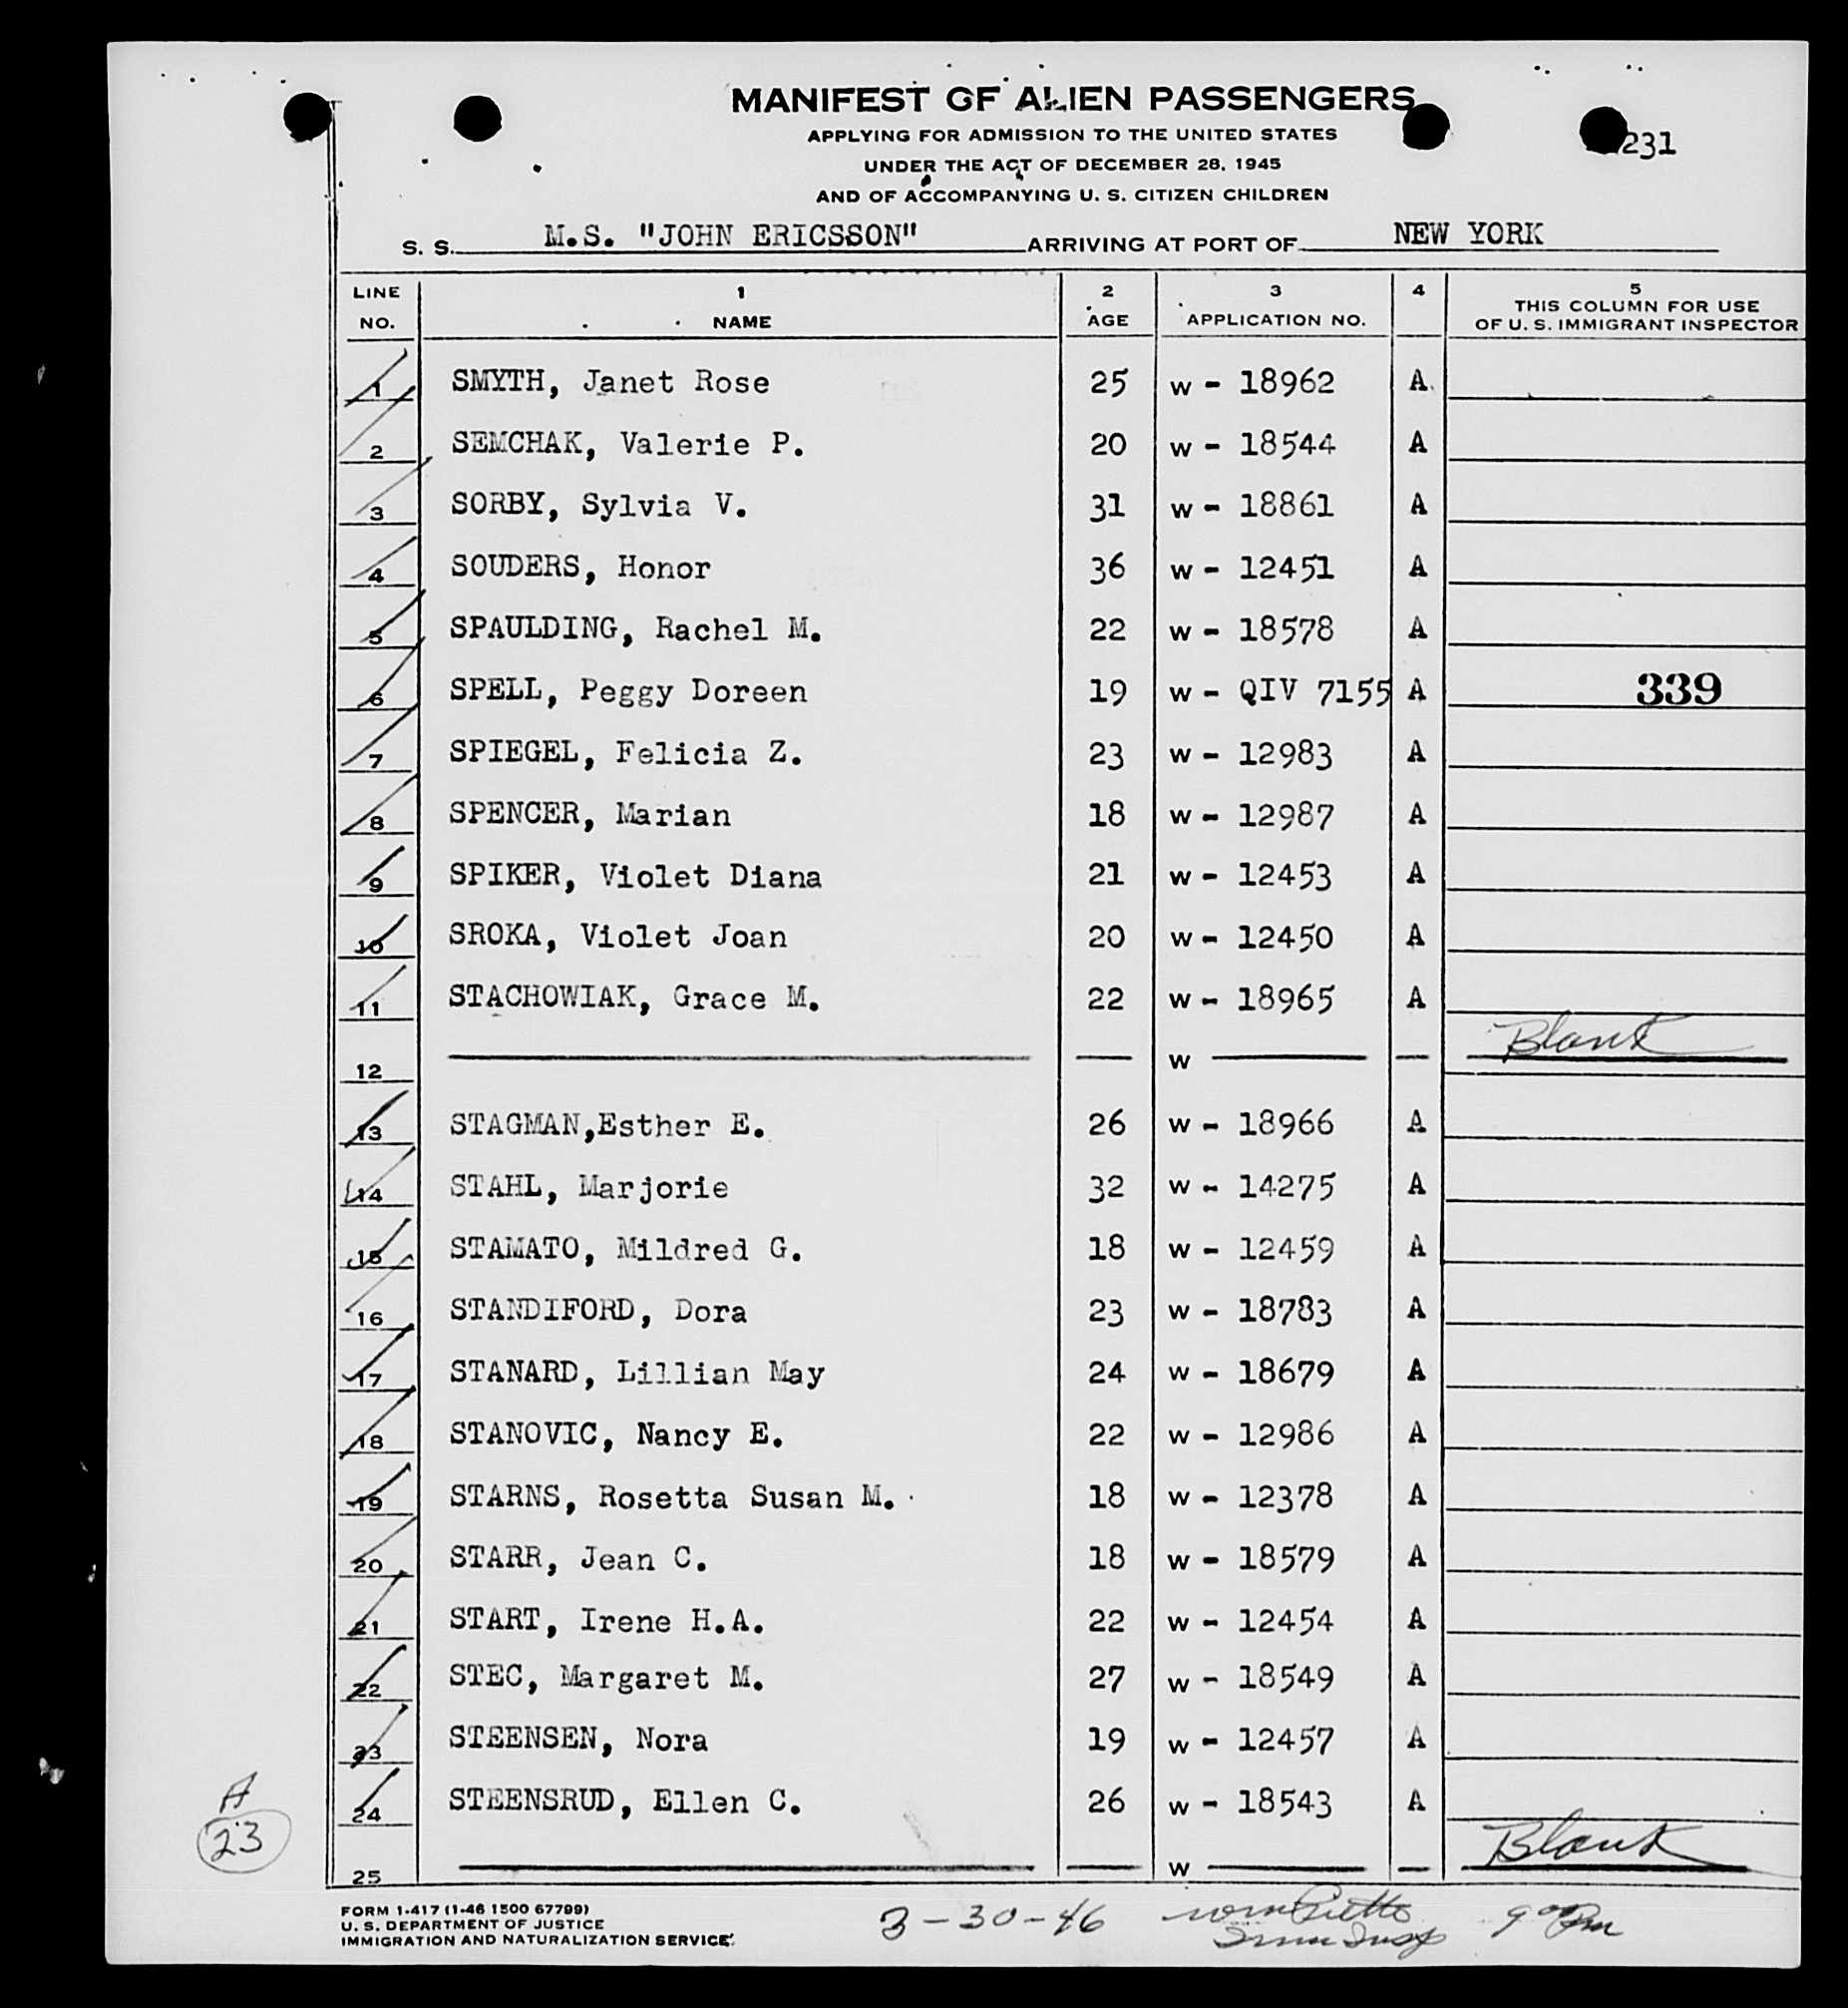 MANIFEST OF ALIEN PASSENGERS
APPLYING FOR ADMISSION TO THE UNITED STATES
UNDER THE ACT OF DECEMBER 28, 1945
AND OF ACCOMPANYING U. S. CITIZEN CHILDREN
231
S. S. M.S. "JOHN ERICSSON" ARRIVING AT PORT OF NEW YORK
LINE NO. 1 NAME 2 AGE 3 APPLICATION NO. 4 5 THIS COLUMN FOR USE OF U. S. IMMIGRANT INSPECTOR
1 SMYTH, Janet Rose 25 W - 18962 A
2 SEMCHAK, Valerie P. 20 W - 18544 A
3 SORBY, Sylvia V. 31 W - 18861 A
4 SOUDERS, Honor 36 W - 12451 A
5 SPAULDING, Rachel M. 22 W - 18578 A
6 SPELL, Peggy Doreen 19 W - QIV 7155 A 339
7 SPIEGEL, Felicia Z. 23 W - 12983 A
8 SPENCER, Marian 18 W - 12987 A
9 SPIKER, Violet Diana 21 W - 12453 A
10 SROKA, Violet Joan 20 W - 12450 A
11 STACHOWIAK, Grace M. 22 W - 18965 A
12 W Blank
13 STAGMAN,Esther E. 26 W - 18966 A
14 STAHL, Marjorie 32 W - 14275 A
15 STAMATO, Mildred G. 18 W - 12459 A
16 STANDIFORD, Dora 23 W - 18783 A
17 STANARD, Lillian May 24 W - 18679 A
18 STANOVIC, Nancy E. 22 W - 12986 A
19 STARNS, Rosetta Susan M. 18 W - 12378 A
20 STARR, Jean C. 18 W - 18579 A
21 START, Irene H.A. 22 W - 12454 A
22 STEC, Margaret M. 27 W - 18549 A
23 STEENSEN, Nora 19 W - 12457 A
24 STEENSRUD, Ellen C. 26 W - 18543 A
A
23
25 W Blank
FORM 1-417 (1-46 1500 67799)
U. S. DEPARTMENT OF JUSTICE
IMMIGRATION AND NATURALIZATION SERVICE
3-30-46 9 00 Pm